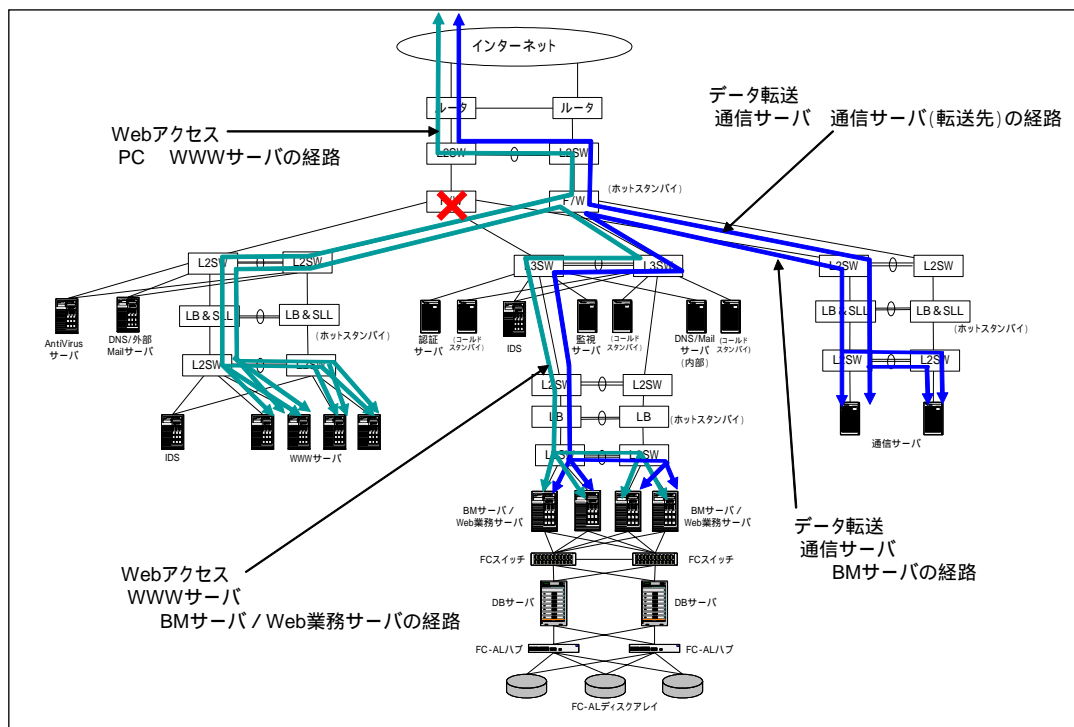 インターネット
ルータ
ルータ
データ転送
通信サーバ 通信サーバ(転送先)の経路
Webアクセス
PC WWWサーバの経路
L2SW
L2SW
(ホットスタンバイ)
F/W
F/W
L2SW
L2SW
L3SW
L3SW
L2SW
L2SW
LB&SLL
LB&SLL
(ホットスタンバイ)
LB&SLL
LB&SLL
(ホットスタンバイ)
AntiVirus
サーバ
DNS/外部
Mailサーバ
認証
サーバ
(コールド
スタンバイ)
IDS
監視
サーバ
(コールド
スタンバイ)
DNS/Mail
サーバ
(内部)
(コールド
スタンバイ)
L2SW
L2SW
L2SW
L2SW
L2SW
L2SW
LB
LB
(ホットスタンバイ)
IDS
WWWサーバ
通信サーバ
L2SW
L2SW
BMサーバ/
Web業務サーバ
BMサーバ/
Web業務サーバ
データ転送
通信サーバ
BMサーバの経路
FCスイッチ
FCスイッチ
Webアクセス
WWWサーバ
BMサーバ/Web業務サーバの経路
DBサーバ
DBサーバ
FC-ALハブ
FC-ALハブ
FC-ALディスクアレイ